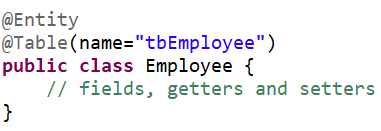 @Entity
@Table(name="tbEmployee")
public class Employee {
    // fields, getters and setters
}